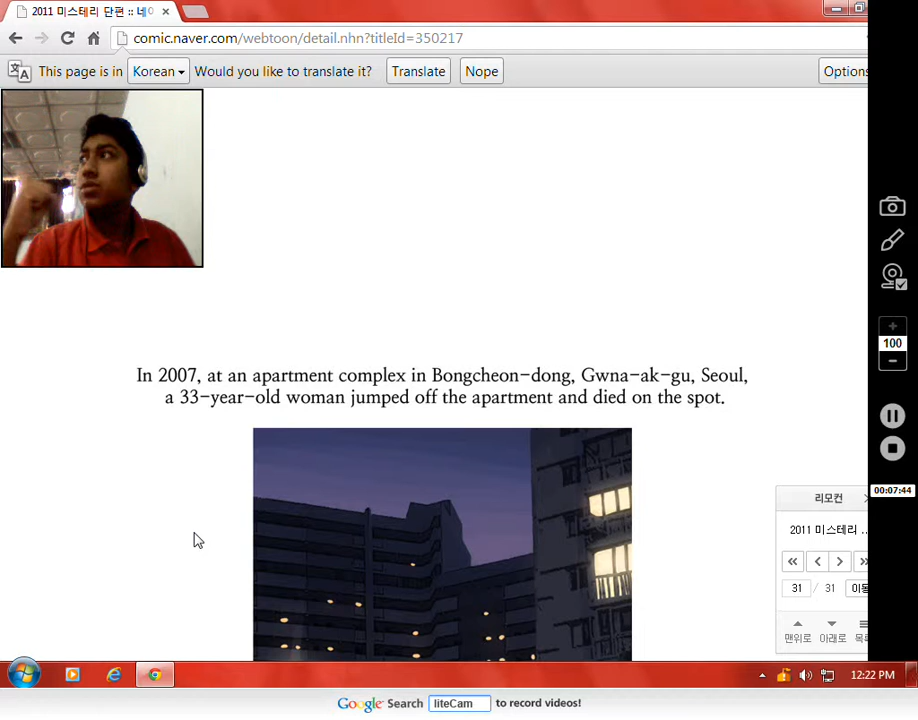 2011 미스테리 단편 :: 네이
comic.naver.com/webtoon/detail.nhn?titleId=350217
This page is in Korean Would you like to translate it? Translate Nope Options
In 2007, at an apartment complex in Bongcheon-dong, Gwna-ak-gu, Seoul,
a 33-year-old woman jumped off the apartment and died on the spot.
100
00:07:44
리모컨
2011 미스테리 ..
31 / 31 이동
맨위로 아래로
12:22 PM
Google Search liteCam to record videos!